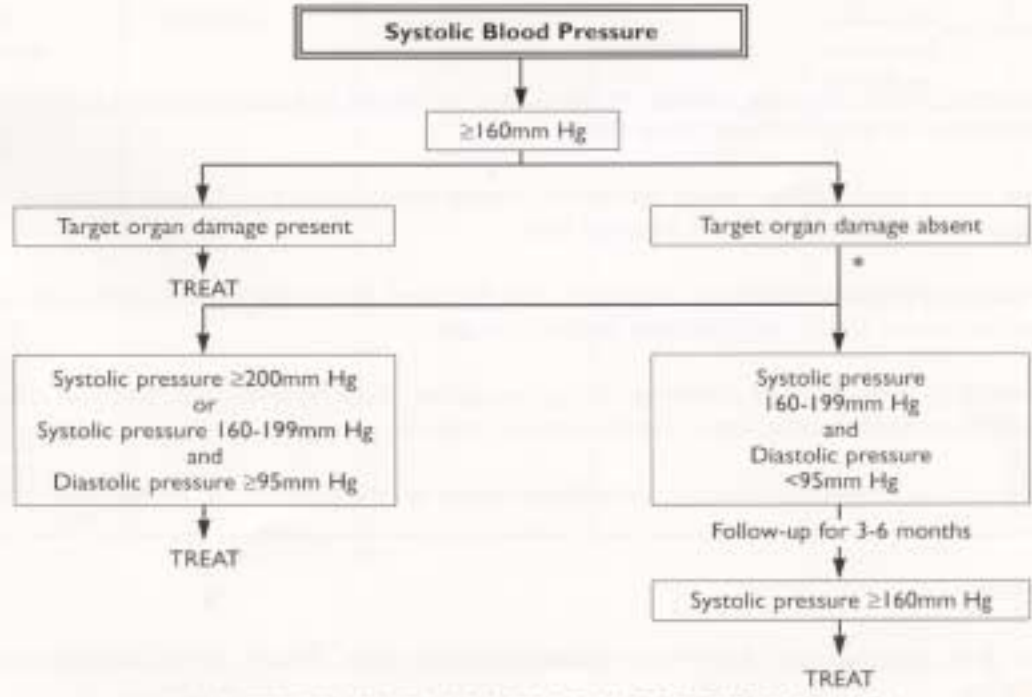 Systolic Blood Pressure
≥160mm Hg
Target organ damage present
Target organ damage absent
*
TREAT
Systolic pressure ≥200mm Hg
or
Systolic pressure 160-199mm Hg
and
Diastolic pressure ≥95mm Hg
TREAT
Systolic pressure
160-199mm Hg
and
Diastolic pressure
<95mm Hg
Follow-up for 3-6 months
Systolic pressure ≥160mm Hg
TREAT